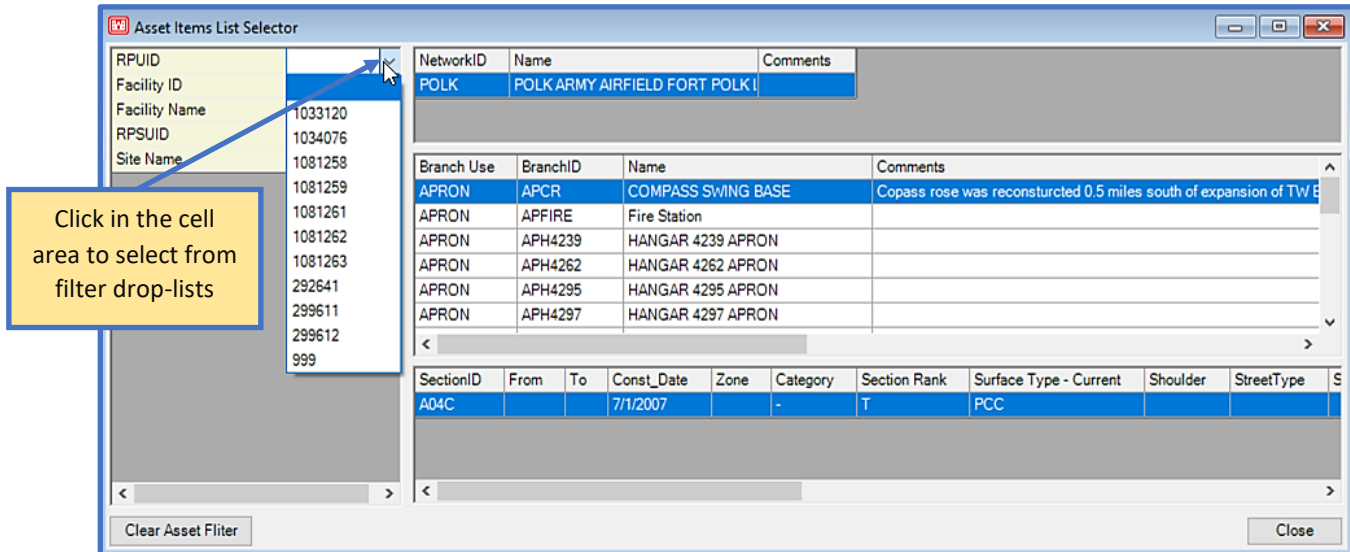 Asset Items List Selector
RPUID
Facility ID
Facility Name
RPSUID
Site Name
1033120
1034076
1081258
1081259
1081261
1081262
1081263
292641
299611
299612
999
Click in the cell
area to select from
filter drop-lists
NetworkID Name Comments
POLK POLK ARMY AIRFIELD FORT POLK L
Branch Use BranchID Name Comments
APRON APCR COMPASS SWING BASE Copass rose was reconsturcted 0.5 miles south of expansion of TW E
APRON APFIRE Fire Station
APRON APH4239 HANGAR 4239 APRON
APRON APH4262 HANGAR 4262 APRON
APRON APH4295 HANGAR 4295 APRON
APRON APH4297 HANGAR 4297 APRON
SectionID From To Const_Date Zone Category Section Rank Surface Type - Current Shoulder StreetType S
A04C 7/1/2007 - T PCC
Clear Asset Fliter
Close